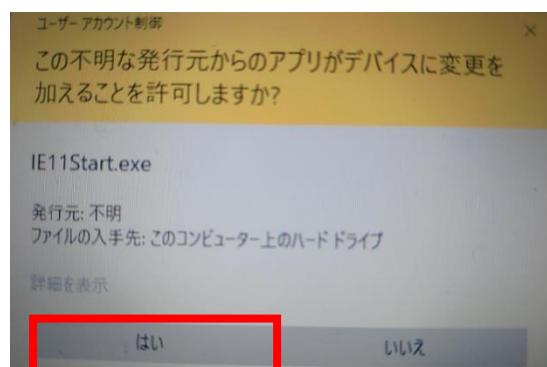 ユーザー アカウント制御
この不明な発行元からのアプリがデバイスに変更を
加えることを許可しますか?
IE11Start.exe
発行元: 不明
ファイルの入手先: このコンピューター上のハード ドライブ
詳細を表示
はい
いいえ